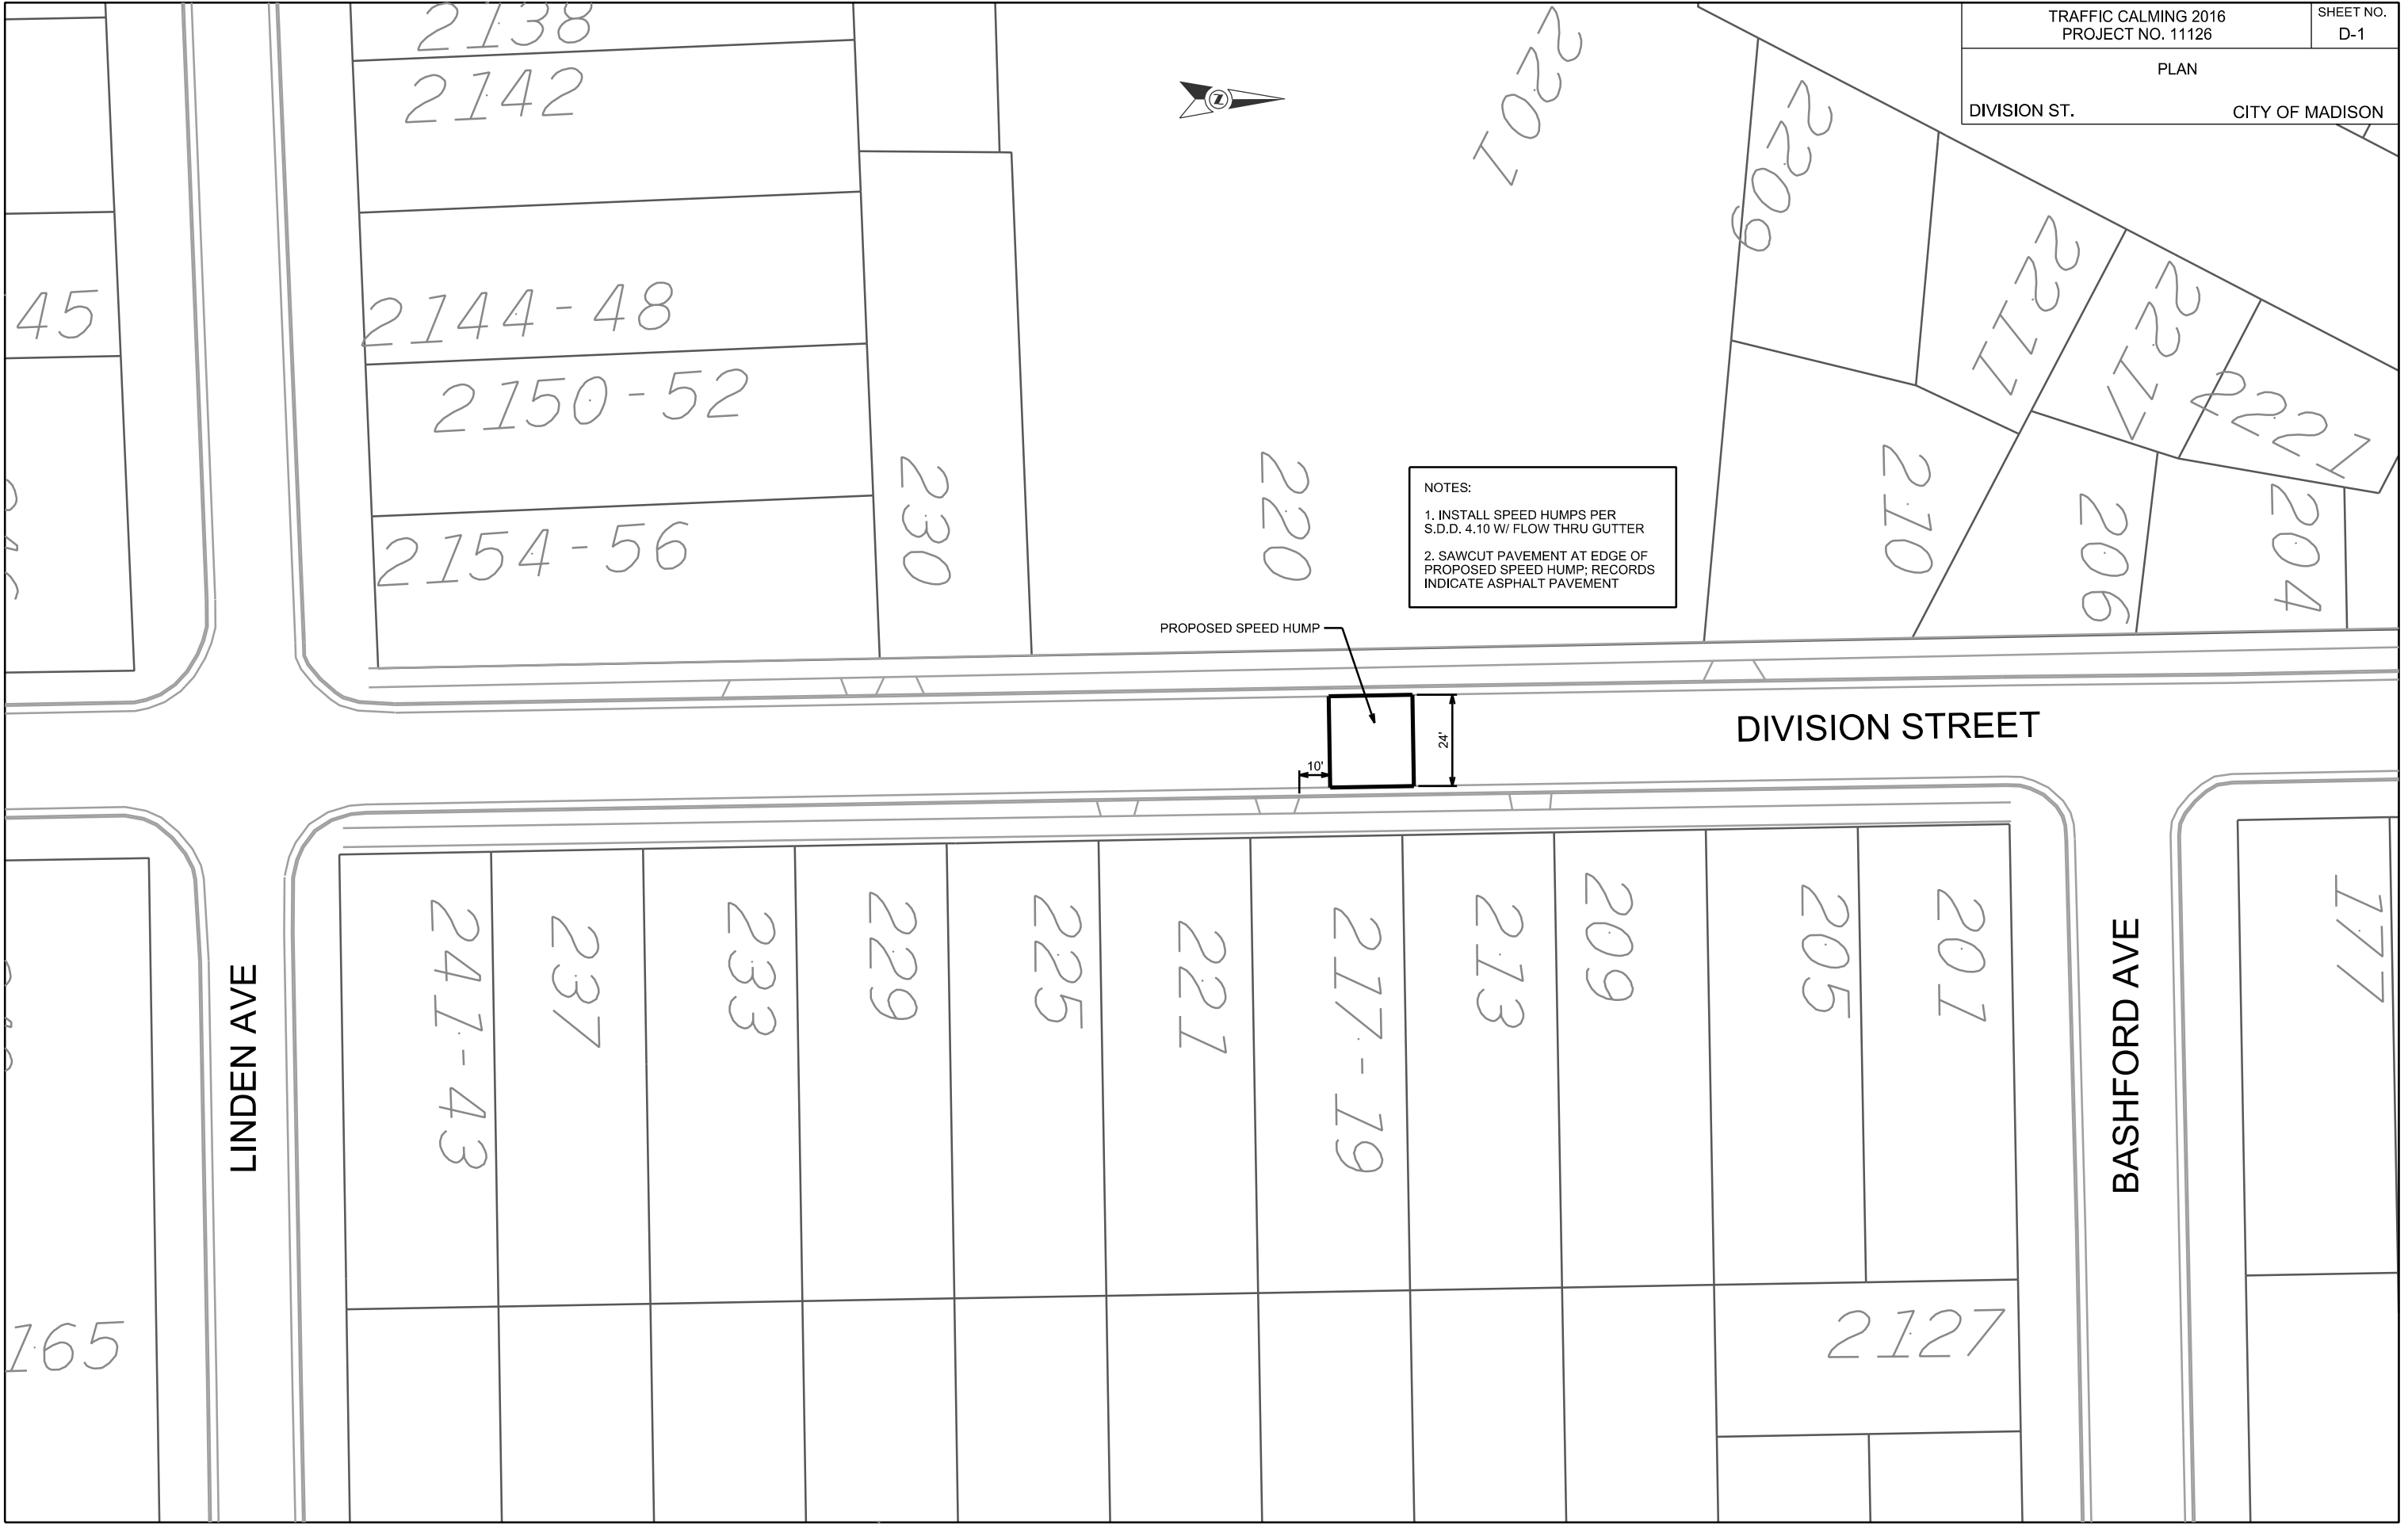 TRAFFIC CALMING 2016
PROJECT NO. 11126
SHEET NO.
D-1
PLAN
DIVISION ST.
CITY OF MADISON
2138
2142
2144-48
2150-52
2154-56
45
230
220
2201
2209
2211
2217
2221
210
206
204
Z
NOTES:
1. INSTALL SPEED HUMPS PER
S.D.D. 4.10 W/ FLOW THRU GUTTER
2. SAWCUT PAVEMENT AT EDGE OF
PROPOSED SPEED HUMP; RECORDS
INDICATE ASPHALT PAVEMENT
PROPOSED SPEED HUMP
24'
10'
DIVISION STREET
LINDEN AVE
241-43
237
233
229
225
221
217-19
213
209
205
201
BASHFORD AVE
177
165
2127